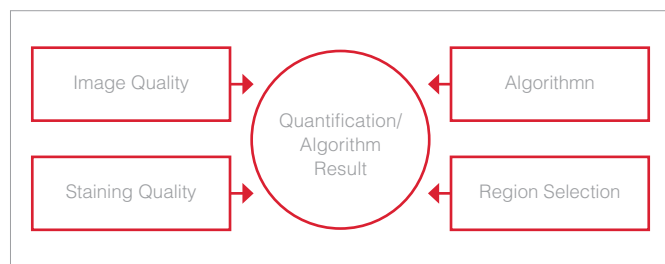 Image Quality
Algorithmn
Quantification/
Algorithm
Result
Staining Quality
Region Selection